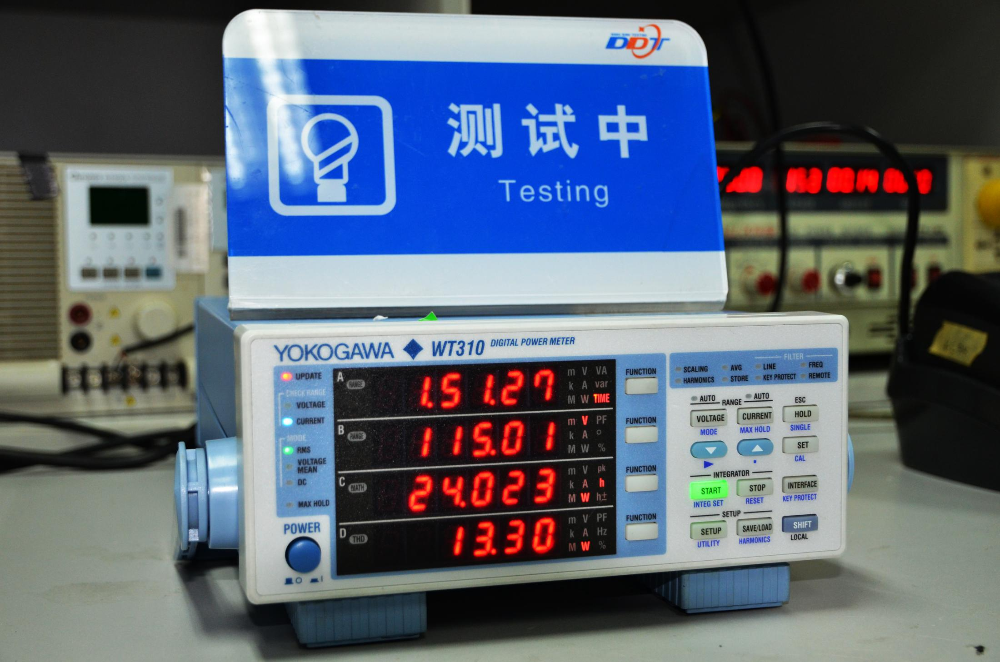 DDT
测试中
Testing
YOKOGAWA WT310 DIGITAL POWER METER
UPDATE
CHECK RANGE
VOLTAGE
CURRENT
MODE
RMS
VOLTAGE
MEAN
DC
MAX HOLD
POWER
A RANGE 1.51.27
m V VA
k A var
M W TIME
B RANGE 115.01
m V PF
k A °
M W %
C MATH 24.023
m V pk
k A h
M W h±
D THD 13.30
m V PF
k A Hz
M W %
FUNCTION
FUNCTION
FUNCTION
FUNCTION
FILTER
SCALING AVG LINE FREQ
HARMONICS STORE KEY PROTECT REMOTE
AUTO RANGE AUTO ESC
VOLTAGE CURRENT HOLD
MODE MAX HOLD SINGLE
SET
CAL
INTEGRATOR
START STOP INTERFACE
INTEG SET RESET KEY PROTECT
SETUP
SETUP SAVE/LOAD SHIFT
UTILITY HARMONICS LOCAL